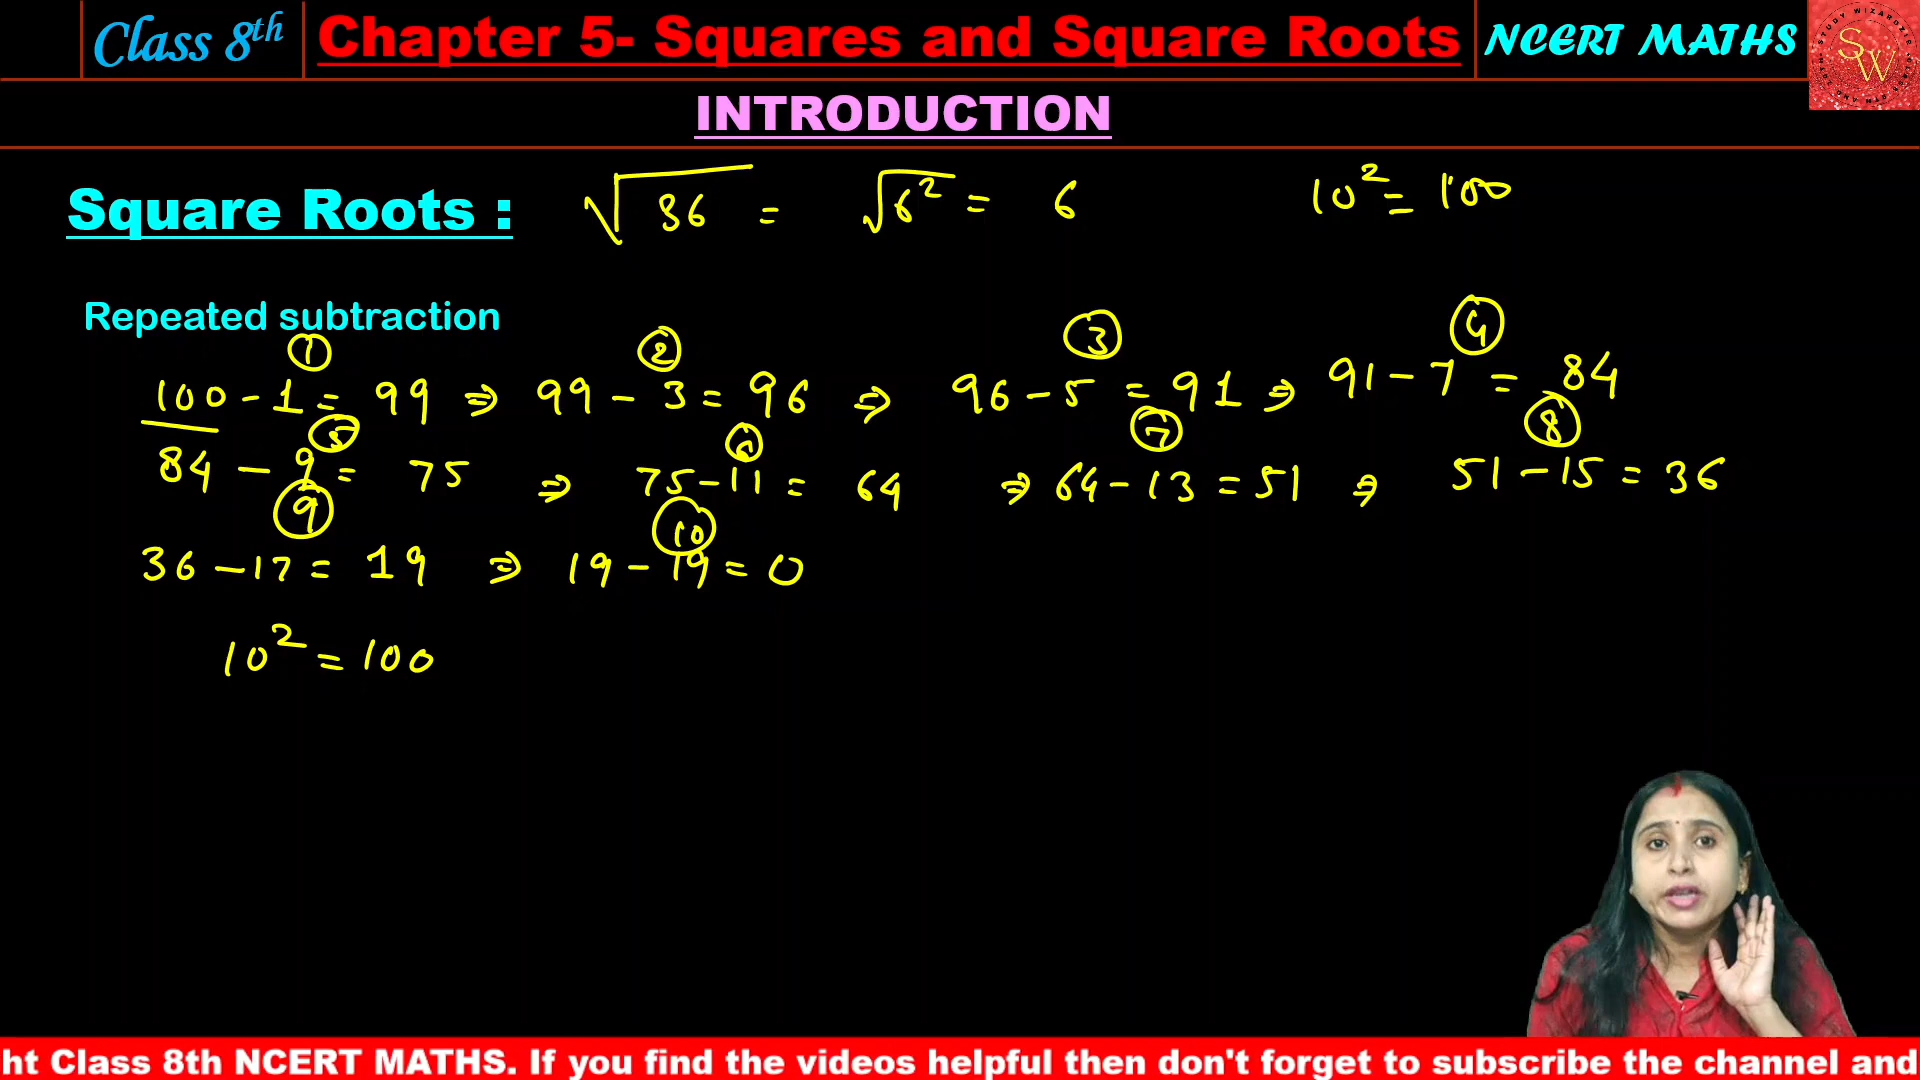 Class 8th
Chapter 5- Squares and Square Roots
NCERT MATHS
SW
INTRODUCTION
Square Roots : √36 = √6² = 6 10² = 100
Repeated subtraction
① ② ③ ④
100 - 1 = 99 ⇒ 99 - 3 = 96 ⇒ 96 - 5 = 91 ⇒ 91 - 7 = 84
⑤ ⑥ ⑦ ⑧
84 - 9 = 75 ⇒ 75 - 11 = 64 ⇒ 64 - 13 = 51 ⇒ 51 - 15 = 36
⑨ ⑩
36 - 17 = 19 ⇒ 19 - 19 = 0
10² = 100
ht Class 8th NCERT MATHS. If you find the videos helpful then don't forget to subscribe the channel and